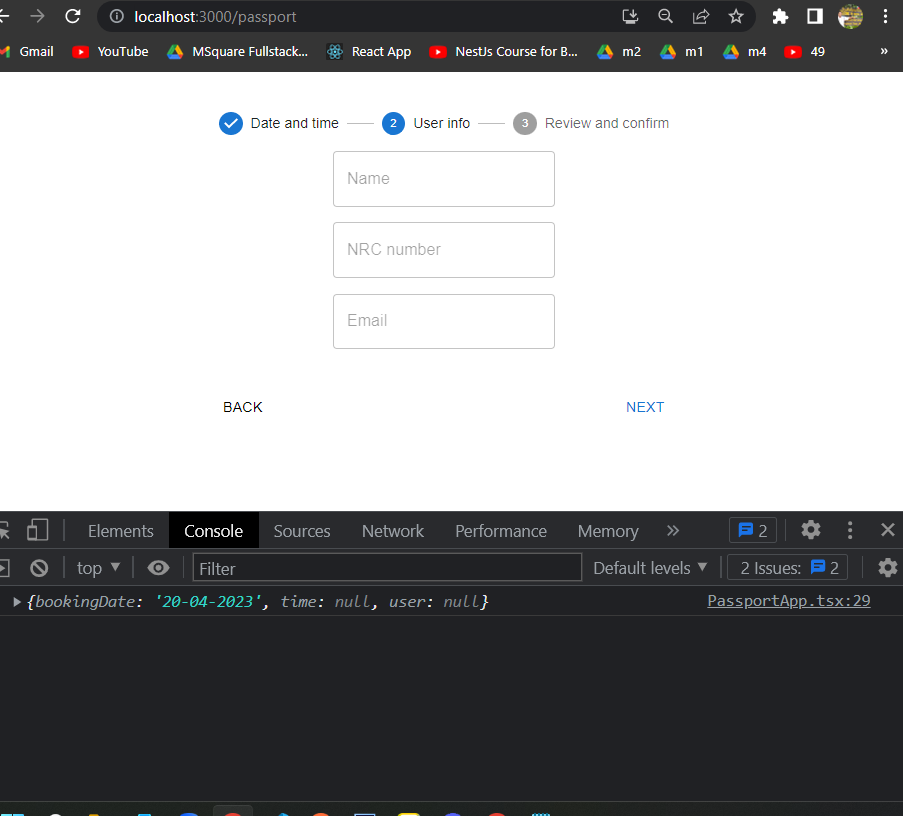 localhost:3000/passport
Gmail YouTube MSquare Fullstack... React App NestJs Course for B... m2 m1 m4 49 »
Date and time 2 User info 3 Review and confirm
Name
NRC number
Email
BACK NEXT
Elements Console Sources Network Performance Memory » 2
top Filter Default levels 2 Issues: 2
{bookingDate: '20-04-2023', time: null, user: null} PassportApp.tsx:29